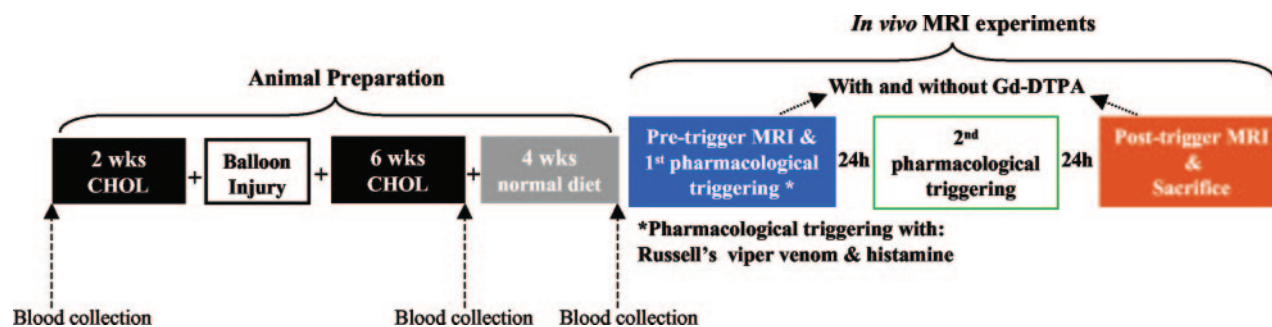 In vivo MRI experiments
Animal Preparation
With and without Gd-DTPA
2 wks
CHOL
+
Balloon
Injury
+
6 wks
CHOL
+
4 wks
normal diet
Pre-trigger MRI &
1st pharmacological
triggering *
24h
2nd
pharmacological
triggering
24h
Post-trigger MRI
&
Sacrifice
*Pharmacological triggering with:
Russell's viper venom & histamine
Blood collection
Blood collection
Blood collection